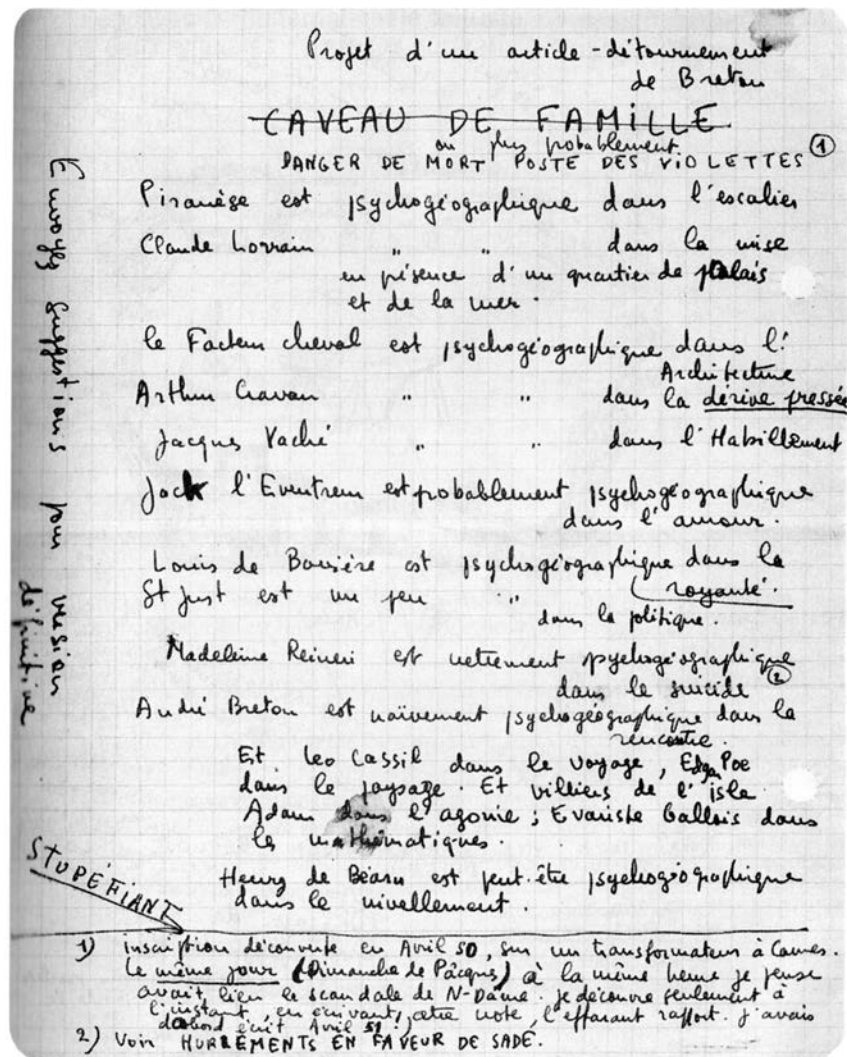 Projet d'un article-détournement
de Breton
CAVEAU DE FAMILLE
ou plus probablement
DANGER DE MORT POSTE DES VIOLETTES ①
Piranèse est psychogéographique dans l'escalier
Claude Lorrain " " dans la mise
en présence d'un quartier de palais
et de la mer.
le Facteur cheval est psychogéographique dans l'
Architecture
Arthur Cravan " " dans la dérive pressée
Jacques Vaché " " dans l'Habillement
Jack l'Eventreur est probablement psychogéographique
dans l'amour.
Louis de Bavière est psychogéographique dans la
royauté.
St Just est un peu "
dans la politique.
Madeleine Reineri est nettement psychogéographique
dans le suicide ②
André Breton est naïvement psychogéographique dans la
rencontre.
Et Leo Cassil dans le voyage, Edgar Poe
dans le paysage. Et villiers de l'isle
Adam dans l'agonie ; Evariste Gallois dans
les mathématiques.
Henry de Béarn est peut-être psychogéographique
dans le nivellement.
STUPÉFIANT
1) inscription découverte en Avril 50, sur un transformateur à Cannes.
le même jour (Dimanche de Pâcques) à la même heure je pense
avait lieu le scandale de N-Dame. je découvre seulement à
l'instant, en écrivant cette note, l'effarant rapport. j'avais
dabord écrit Avril 51 !)
2) Voir HURLEMENTS EN FAVEUR DE SADE.
Envoyez suggestions pour version
définitive